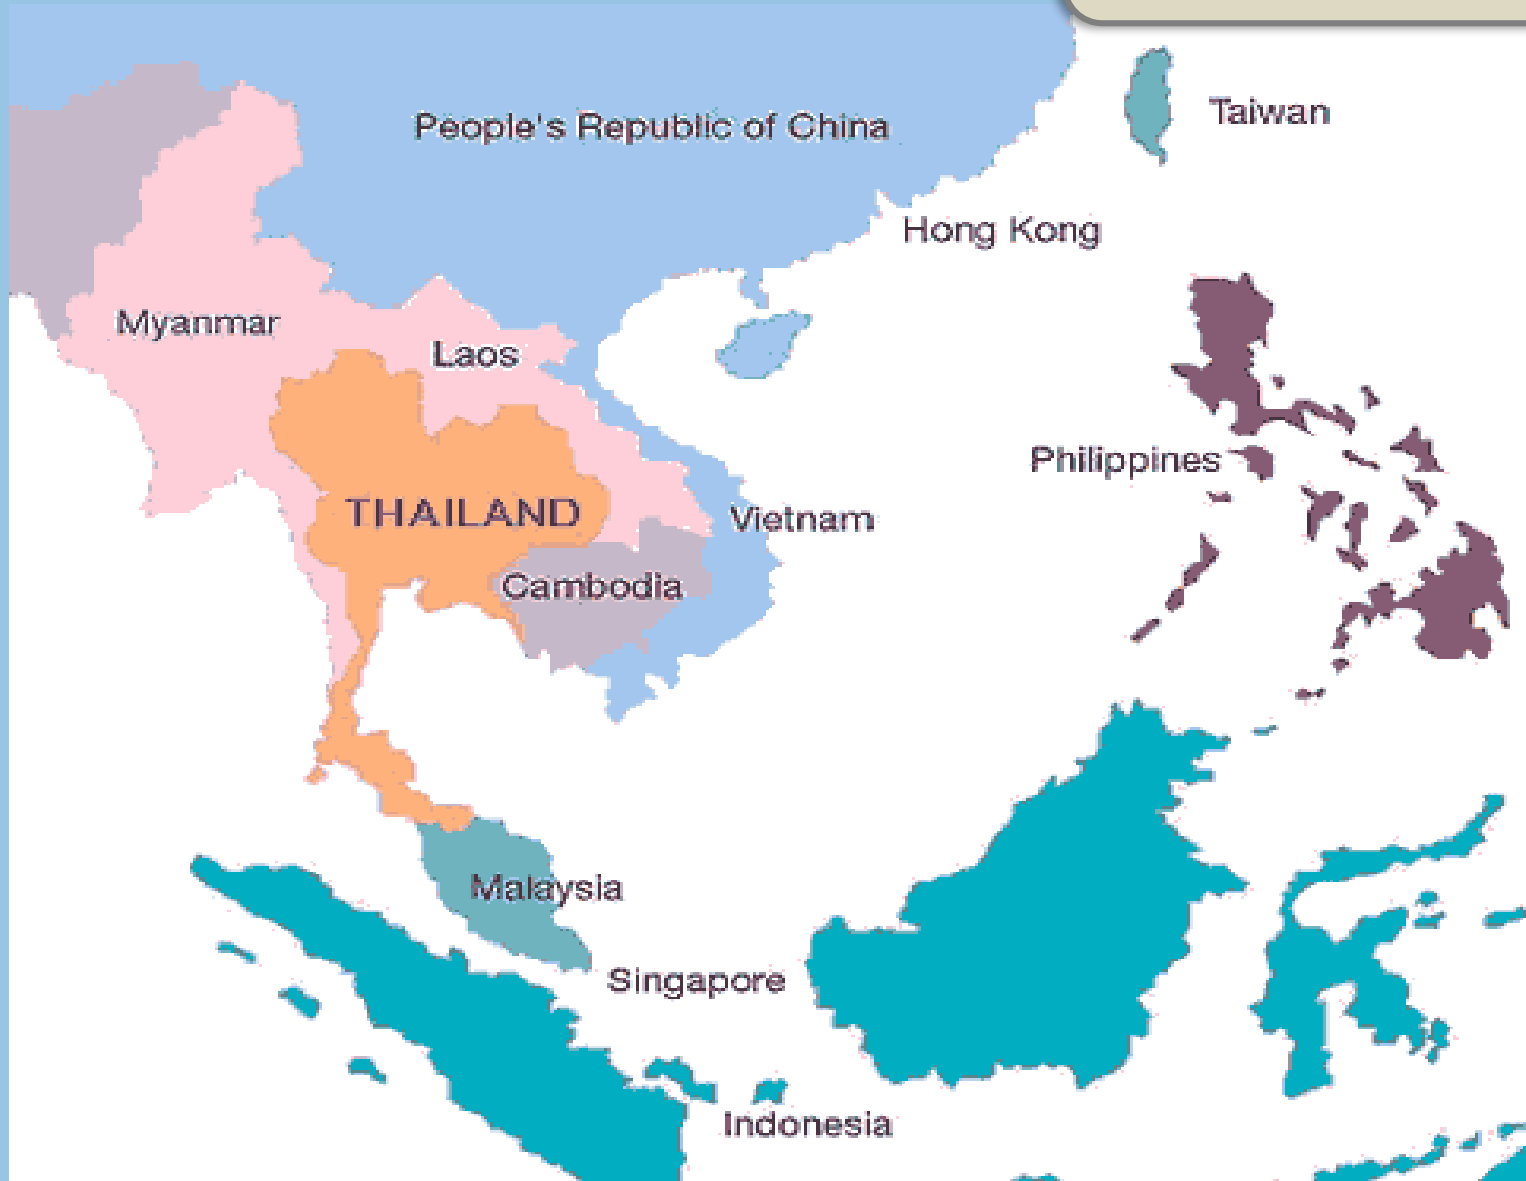 People's Republic of China
Taiwan
Hong Kong
Myanmar
Laos
Philippines
THAILAND
Vietnam
Cambodia
Malaysia
Singapore
Indonesia